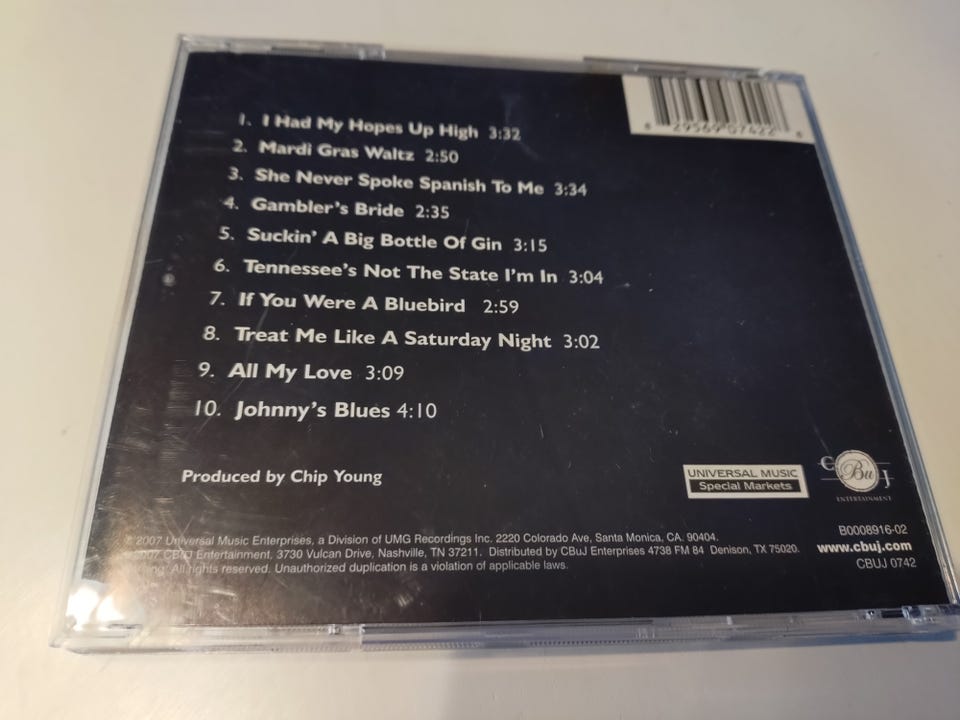 8 29569 07422 8
1. I Had My Hopes Up High 3:32
2. Mardi Gras Waltz 2:50
3. She Never Spoke Spanish To Me 3:34
4. Gambler's Bride 2:35
5. Suckin' A Big Bottle Of Gin 3:15
6. Tennessee's Not The State I'm In 3:04
7. If You Were A Bluebird 2:59
8. Treat Me Like A Saturday Night 3:02
9. All My Love 3:09
10. Johnny's Blues 4:10
Produced by Chip Young
UNIVERSAL MUSIC
Special Markets
C Bu J
ENTERTAINMENT
2007 Universal Music Enterprises, a Division of UMG Recordings Inc. 2220 Colorado Ave, Santa Monica, CA. 90404.
2007 CBUJ Entertainment, 3730 Vulcan Drive, Nashville, TN 37211. Distributed by CBuJ Enterprises 4738 FM 84 Denison, TX 75020.
All rights reserved. Unauthorized duplication is a violation of applicable laws.
B0008916-02
www.cbuj.com
CBUJ 0742